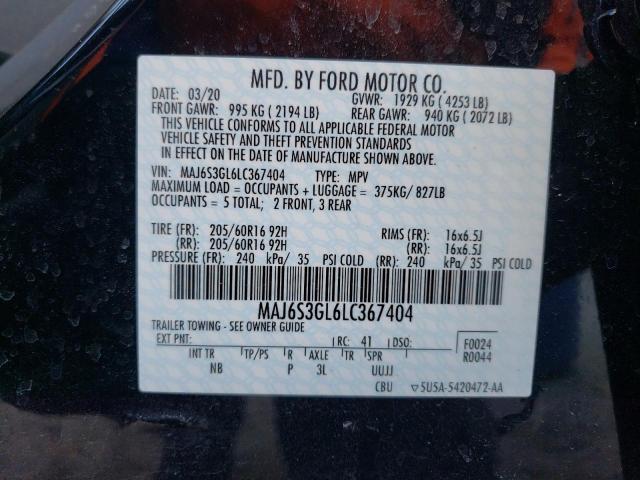 MFD. BY FORD MOTOR CO.
DATE: 03/20 GVWR: 1929 KG ( 4253 LB)
FRONT GAWR: 995 KG ( 2194 LB) REAR GAWR: 940 KG ( 2072 LB)
THIS VEHICLE CONFORMS TO ALL APPLICABLE FEDERAL MOTOR
VEHICLE SAFETY AND THEFT PREVENTION STANDARDS
IN EFFECT ON THE DATE OF MANUFACTURE SHOWN ABOVE.
VIN: MAJ6S3GL6LC367404 TYPE: MPV
MAXIMUM LOAD = OCCUPANTS + LUGGAGE = 375KG/ 827LB
OCCUPANTS = 5 TOTAL; 2 FRONT, 3 REAR
TIRE (FR): 205/60R16 92H RIMS (FR): 16x6.5J
(RR): 205/60R16 92H (RR): 16x6.5J
PRESSURE (FR): 240 kPa/ 35 PSI COLD (RR): 240 kPa/ 35 PSI COLD
MAJ6S3GL6LC367404
TRAILER TOWING - SEE OWNER GUIDE
EXT PNT: RC: 41 DSO: F0024
R0044
INT TR TP/PS R AXLE TR SPR
NB P 3L UUJJ
CBU ▽5U5A-5420472-AA